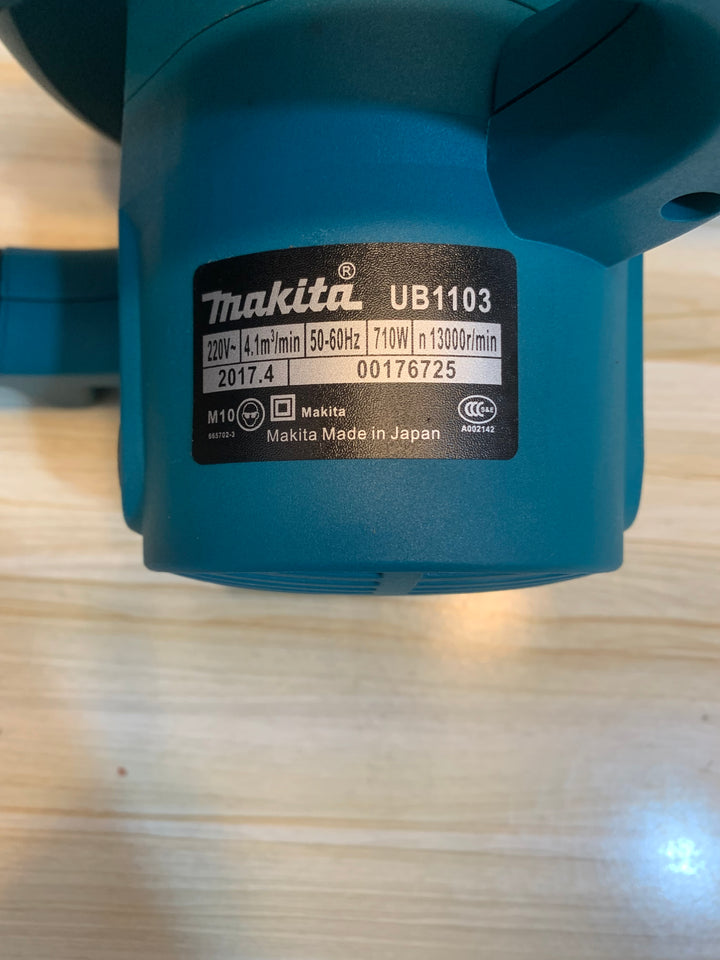 makita® UB1103
220V~ 4.1m³/min 50-60Hz 710W n 13000r/min
2017.4 00176725
M10 Makita CCC S&E
665702-3 A002142
Makita Made in Japan